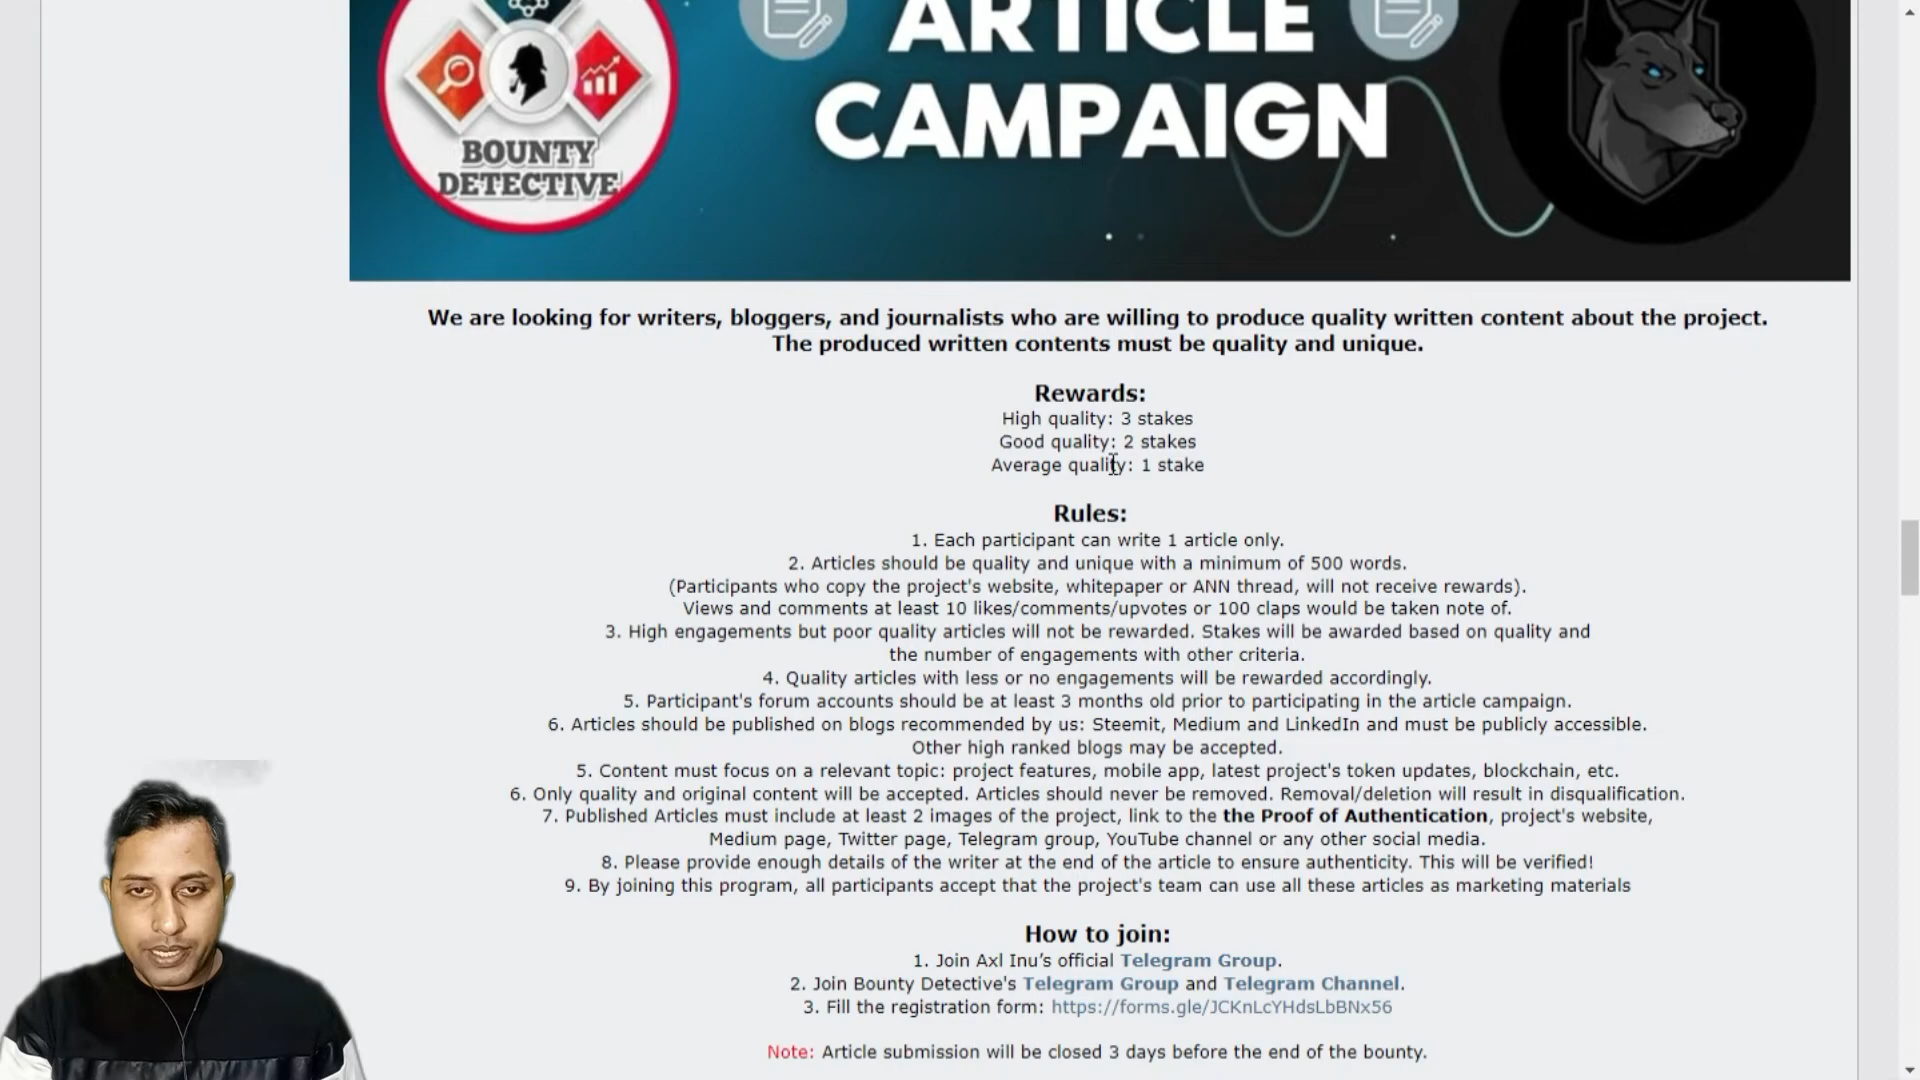 ARTICLE
CAMPAIGN
BOUNTY
DETECTIVE
We are looking for writers, bloggers, and journalists who are willing to produce quality written content about the project.
The produced written contents must be quality and unique.
Rewards:
High quality: 3 stakes
Good quality: 2 stakes
Average quality: 1 stake
Rules:
1. Each participant can write 1 article only.
2. Articles should be quality and unique with a minimum of 500 words.
(Participants who copy the project's website, whitepaper or ANN thread, will not receive rewards).
Views and comments at least 10 likes/comments/upvotes or 100 claps would be taken note of.
3. High engagements but poor quality articles will not be rewarded. Stakes will be awarded based on quality and
the number of engagements with other criteria.
4. Quality articles with less or no engagements will be rewarded accordingly.
5. Participant's forum accounts should be at least 3 months old prior to participating in the article campaign.
6. Articles should be published on blogs recommended by us: Steemit, Medium and LinkedIn and must be publicly accessible.
Other high ranked blogs may be accepted.
5. Content must focus on a relevant topic: project features, mobile app, latest project's token updates, blockchain, etc.
6. Only quality and original content will be accepted. Articles should never be removed. Removal/deletion will result in disqualification.
7. Published Articles must include at least 2 images of the project, link to the the Proof of Authentication, project's website,
Medium page, Twitter page, Telegram group, YouTube channel or any other social media.
8. Please provide enough details of the writer at the end of the article to ensure authenticity. This will be verified!
9. By joining this program, all participants accept that the project's team can use all these articles as marketing materials
How to join:
1. Join Axl Inu's official Telegram Group.
2. Join Bounty Detective's Telegram Group and Telegram Channel.
3. Fill the registration form: https://forms.gle/JCKnLcYHdsLbBNx56
Note: Article submission will be closed 3 days before the end of the bounty.